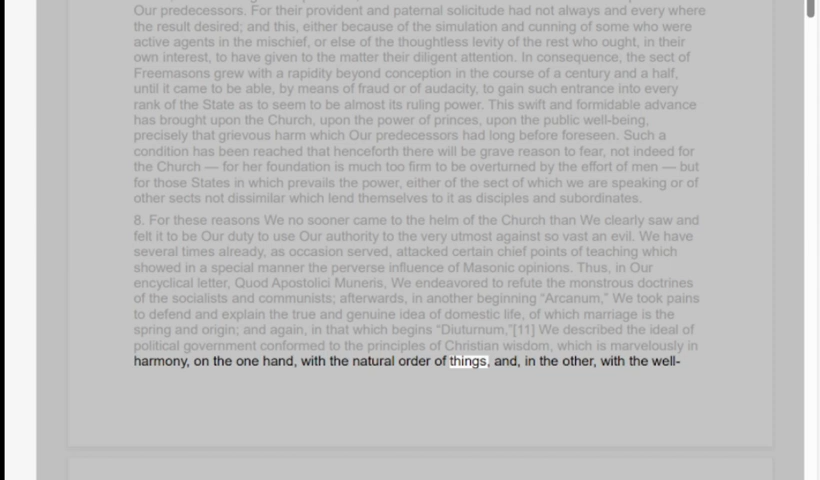 Our predecessors. For their provident and paternal solicitude had not always and every where
the result desired; and this, either because of the simulation and cunning of some who were
active agents in the mischief, or else of the thoughtless levity of the rest who ought, in their
own interest, to have given to the matter their diligent attention. In consequence, the sect of
Freemasons grew with a rapidity beyond conception in the course of a century and a half,
until it came to be able, by means of fraud or of audacity, to gain such entrance into every
rank of the State as to seem to be almost its ruling power. This swift and formidable advance
has brought upon the Church, upon the power of princes, upon the public well-being,
precisely that grievous harm which Our predecessors had long before foreseen. Such a
condition has been reached that henceforth there will be grave reason to fear, not indeed for
the Church — for her foundation is much too firm to be overturned by the effort of men — but
for those States in which prevails the power, either of the sect of which we are speaking or of
other sects not dissimilar which lend themselves to it as disciples and subordinates.
8. For these reasons We no sooner came to the helm of the Church than We clearly saw and
felt it to be Our duty to use Our authority to the very utmost against so vast an evil. We have
several times already, as occasion served, attacked certain chief points of teaching which
showed in a special manner the perverse influence of Masonic opinions. Thus, in Our
encyclical letter, Quod Apostolici Muneris, We endeavored to refute the monstrous doctrines
of the socialists and communists; afterwards, in another beginning “Arcanum,” We took pains
to defend and explain the true and genuine idea of domestic life, of which marriage is the
spring and origin; and again, in that which begins “Diutumum,”[11] We described the ideal of
political government conformed to the principles of Christian wisdom, which is marvelously in
harmony, on the one hand, with the natural order of things, and, in the other, with the well-